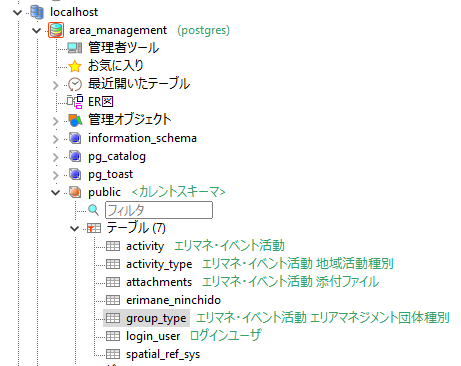 localhost
area_management (postgres)
管理者ツール
お気に入り
最近開いたテーブル
ER図
管理オブジェクト
information_schema
pg_catalog
pg_toast
public <カレントスキーマ>
フィルタ
テーブル (7)
activity エリマネ・イベント活動
activity_type エリマネ・イベント活動 地域活動種別
attachments エリマネ・イベント活動 添付ファイル
erimane_ninchido
group_type エリマネ・イベント活動 エリアマネジメント団体種別
login_user ログインユーザ
spatial_ref_sys